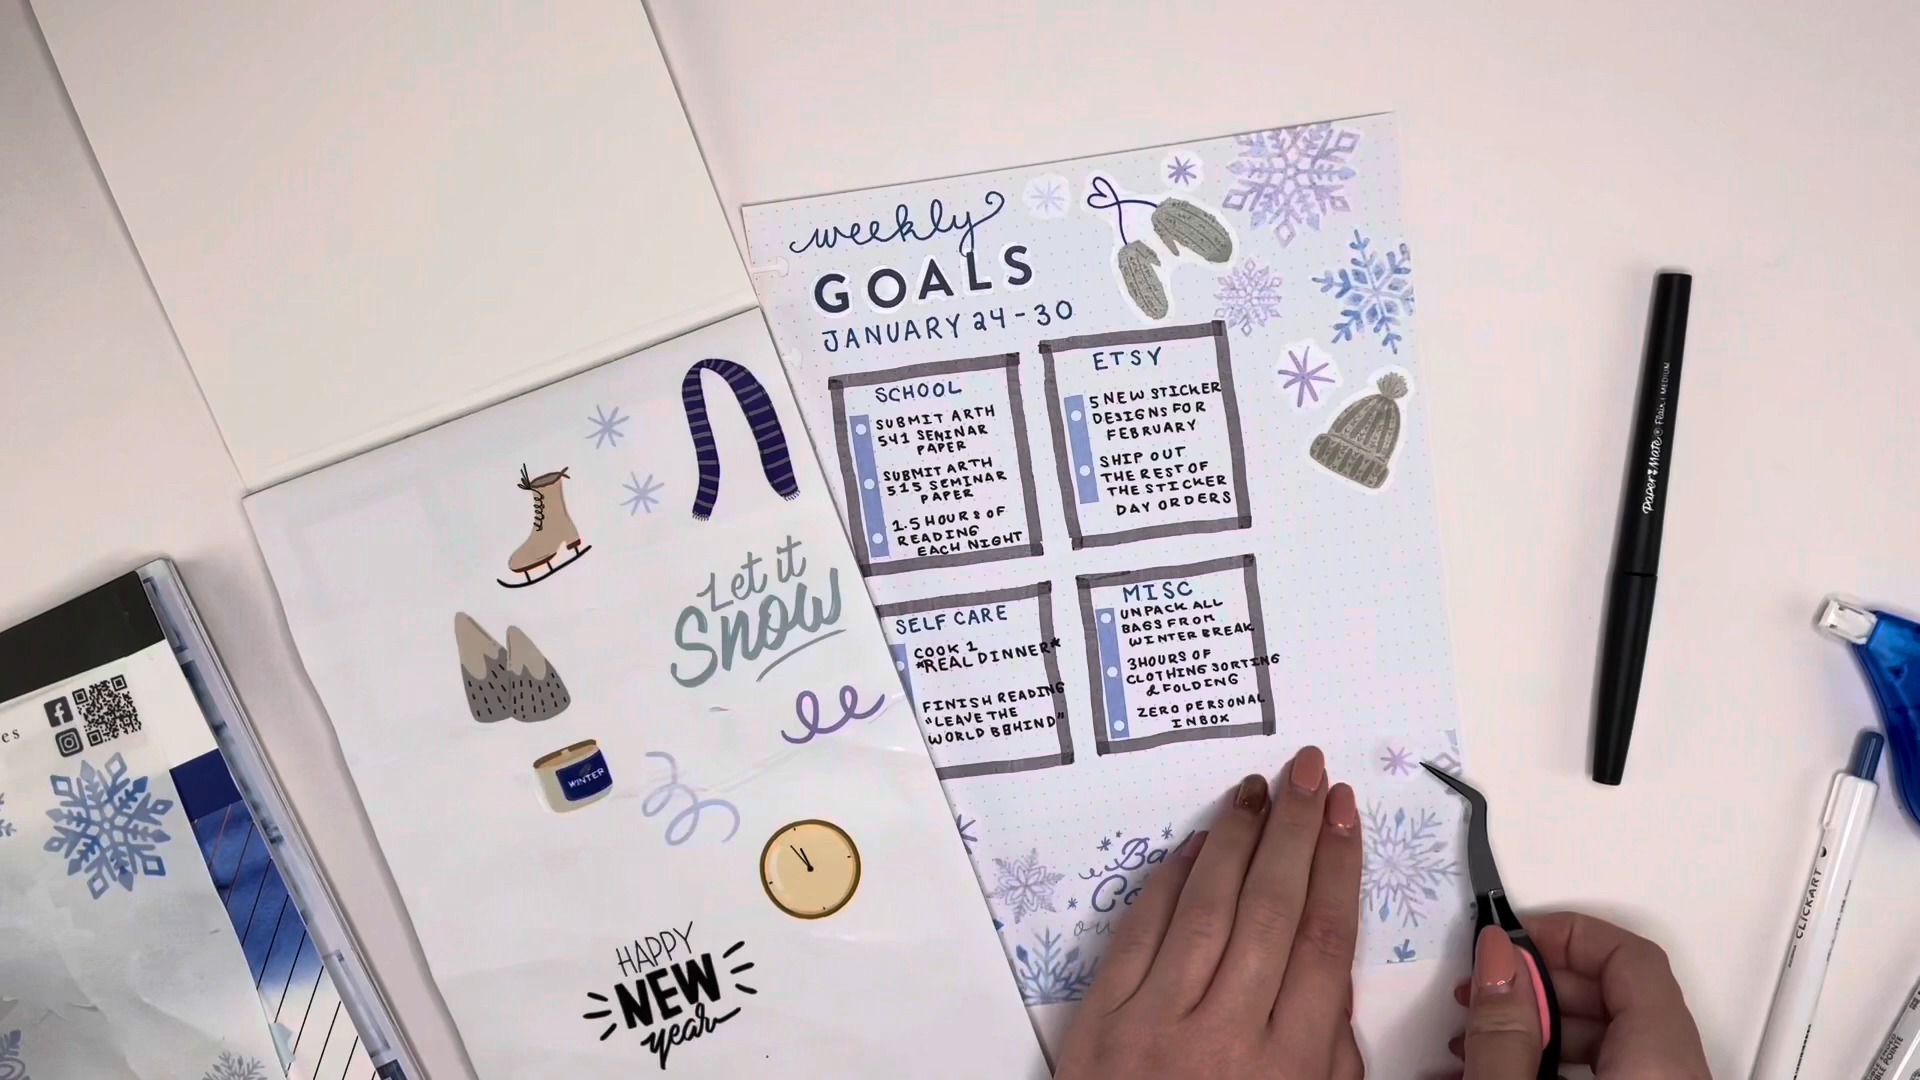 weekly
GOALS
JANUARY 24-30
SCHOOL
SUBMIT ARTH
541 SEMINAR
PAPER
SUBMIT ARTH
515 SEMINAR
PAPER
1.5 HOURS OF
READING
EACH NIGHT
ETSY
5 NEW STICKER
DESIGNS FOR
FEBRUARY
SHIP OUT
THE REST OF
THE STICKER
DAY ORDERS
SELF CARE
COOK 1
*REAL DINNER*
FINISH READING
"LEAVE THE
WORLD BEHIND"
MISC
UNPACK ALL
BAGS FROM
WINTER BREAK
3 HOURS OF
CLOTHING SORTING
& FOLDING
ZERO PERSONAL
INBOX
Let it
Snow
WINTER
HAPPY
NEW
year
Paper Mate Flair MEDIUM
CLICKART